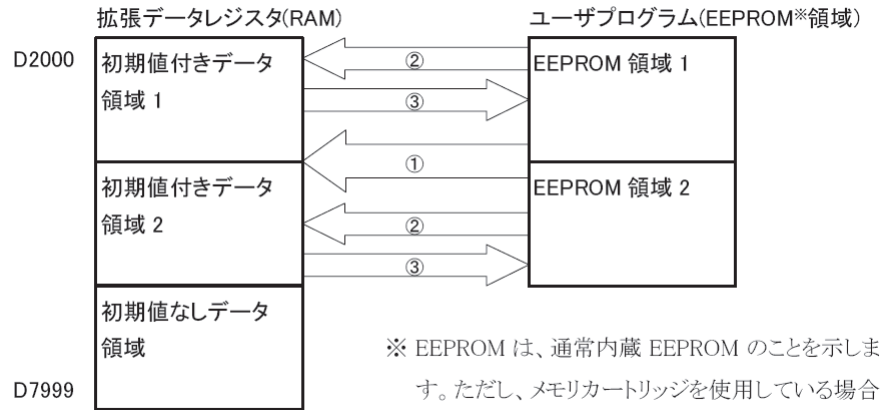 拡張データレジスタ(RAM)
ユーザプログラム(EEPROM※領域)
D2000
初期値付きデータ
領域 1
②
③
EEPROM 領域 1
①
初期値付きデータ
領域 2
②
③
EEPROM 領域 2
初期値なしデータ
領域
D7999
※ EEPROM は、通常内蔵 EEPROM のことを示しま
す。ただし、メモリカートリッジを使用している場合